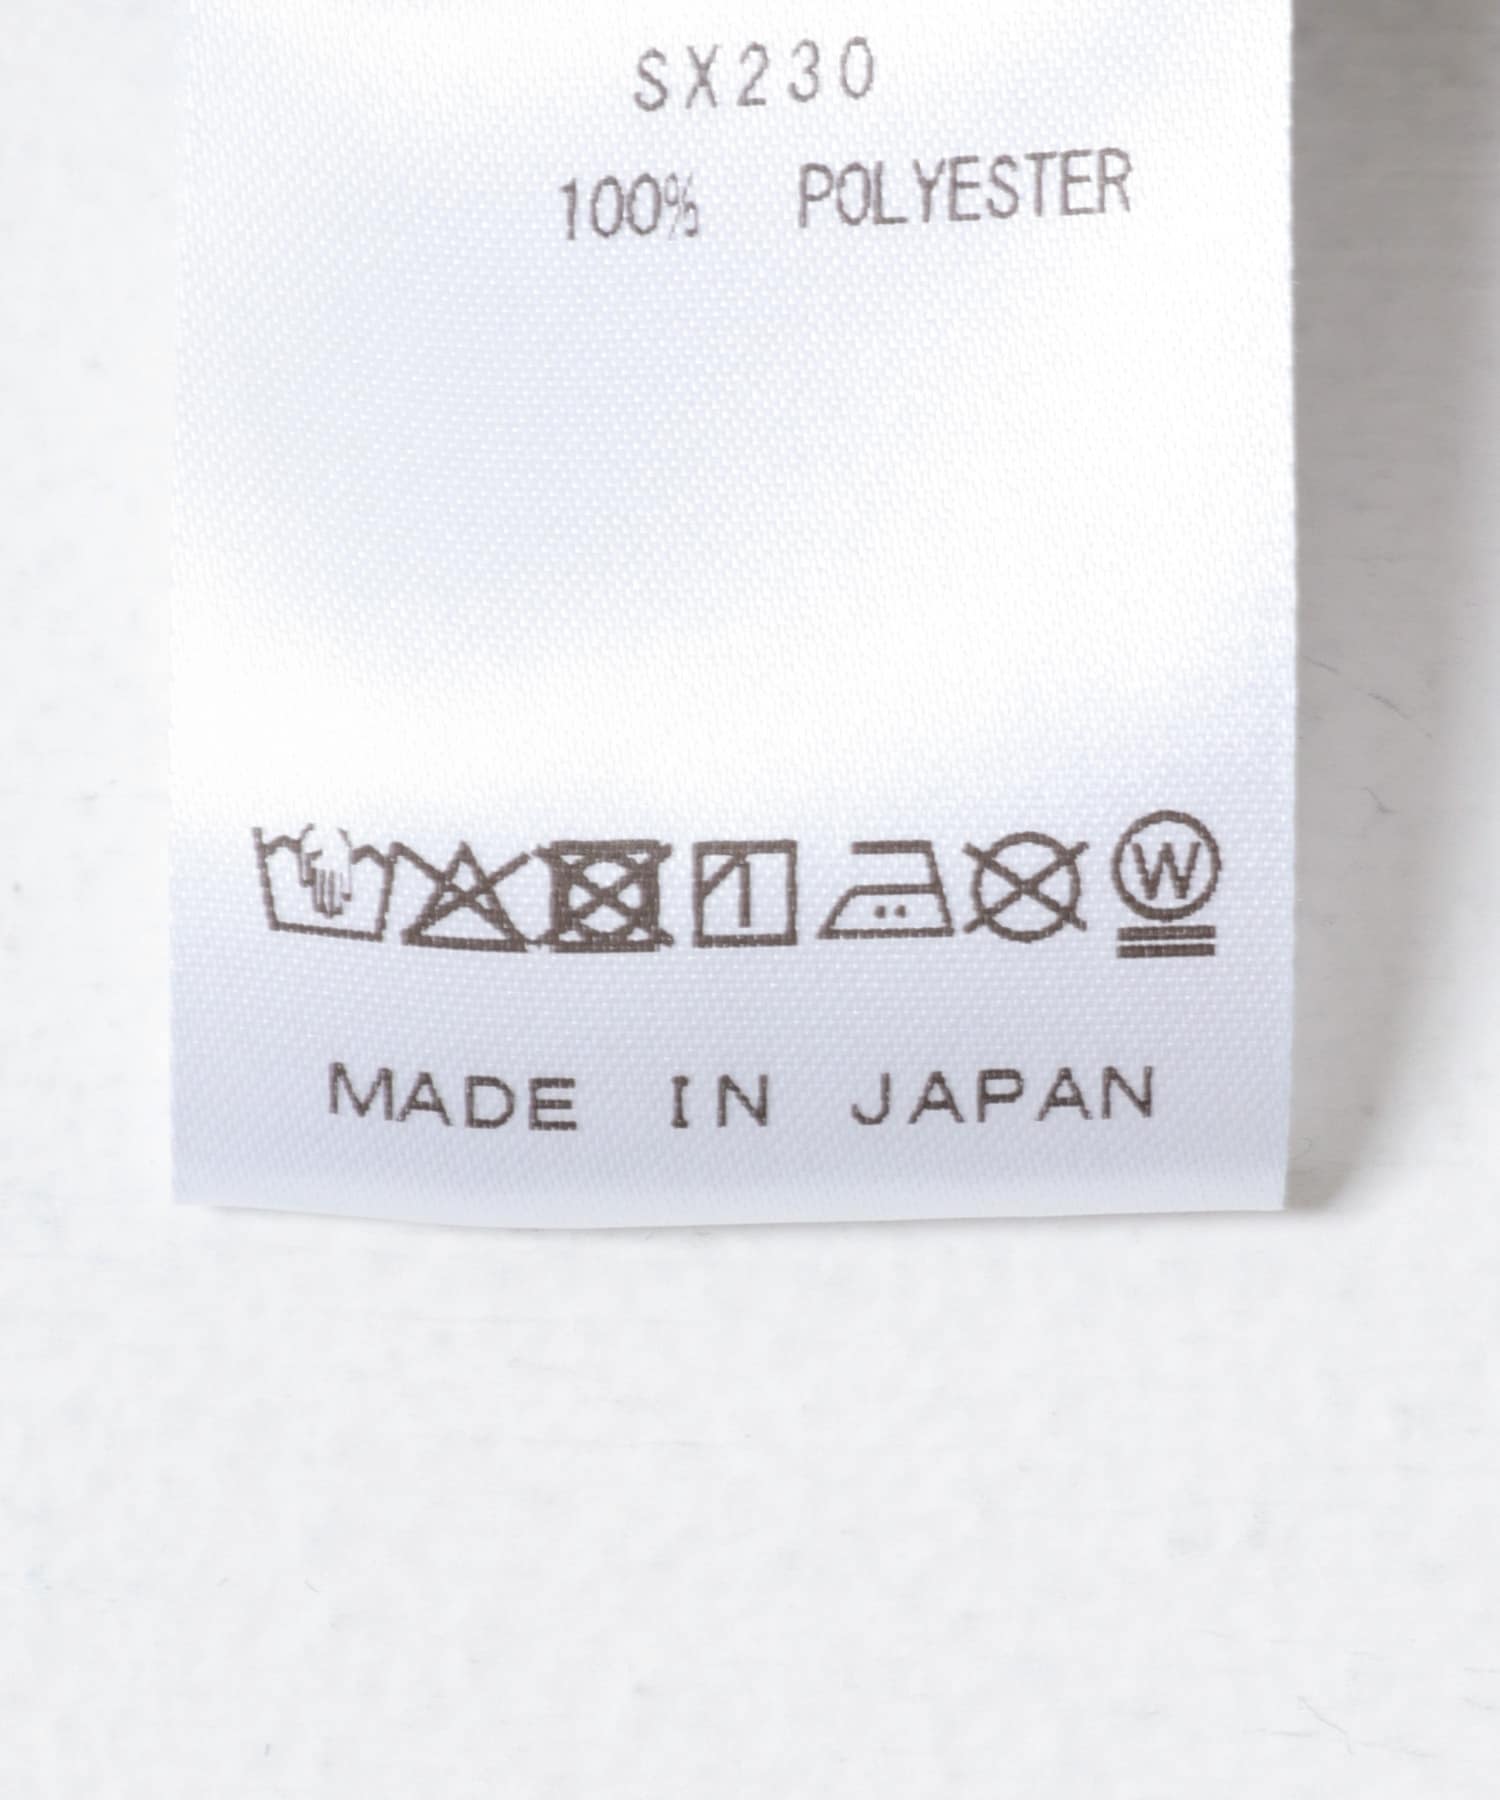 SX230
100% POLYESTER
W
MADE IN JAPAN